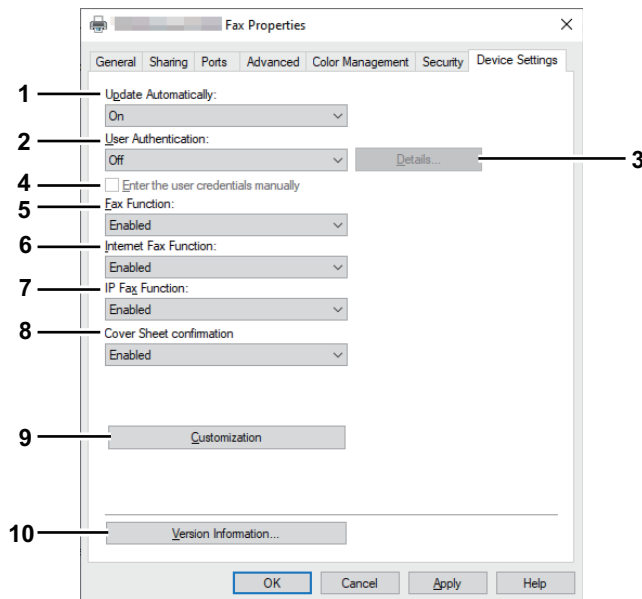 Fax Properties
General Sharing Ports Advanced Color Management Security Device Settings
1 Update Automatically:
On
2 User Authentication:
Off Details... 3
4 Enter the user credentials manually
5 Fax Function:
Enabled
6 Internet Fax Function:
Enabled
7 IP Fax Function:
Enabled
8 Cover Sheet confirmation
Enabled
9 Customization
10 Version Information...
OK Cancel Apply Help